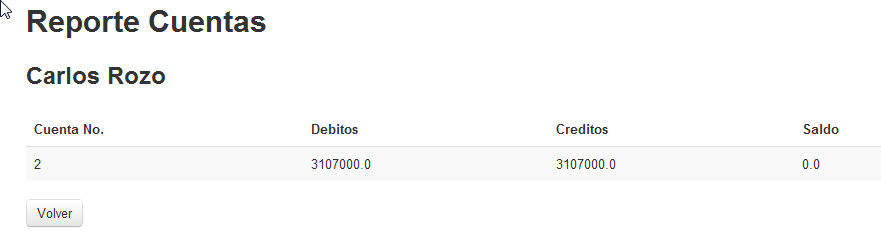 Reporte Cuentas
Carlos Rozo
Cuenta No. Debitos Creditos Saldo
2 3107000.0 3107000.0 0.0
Volver